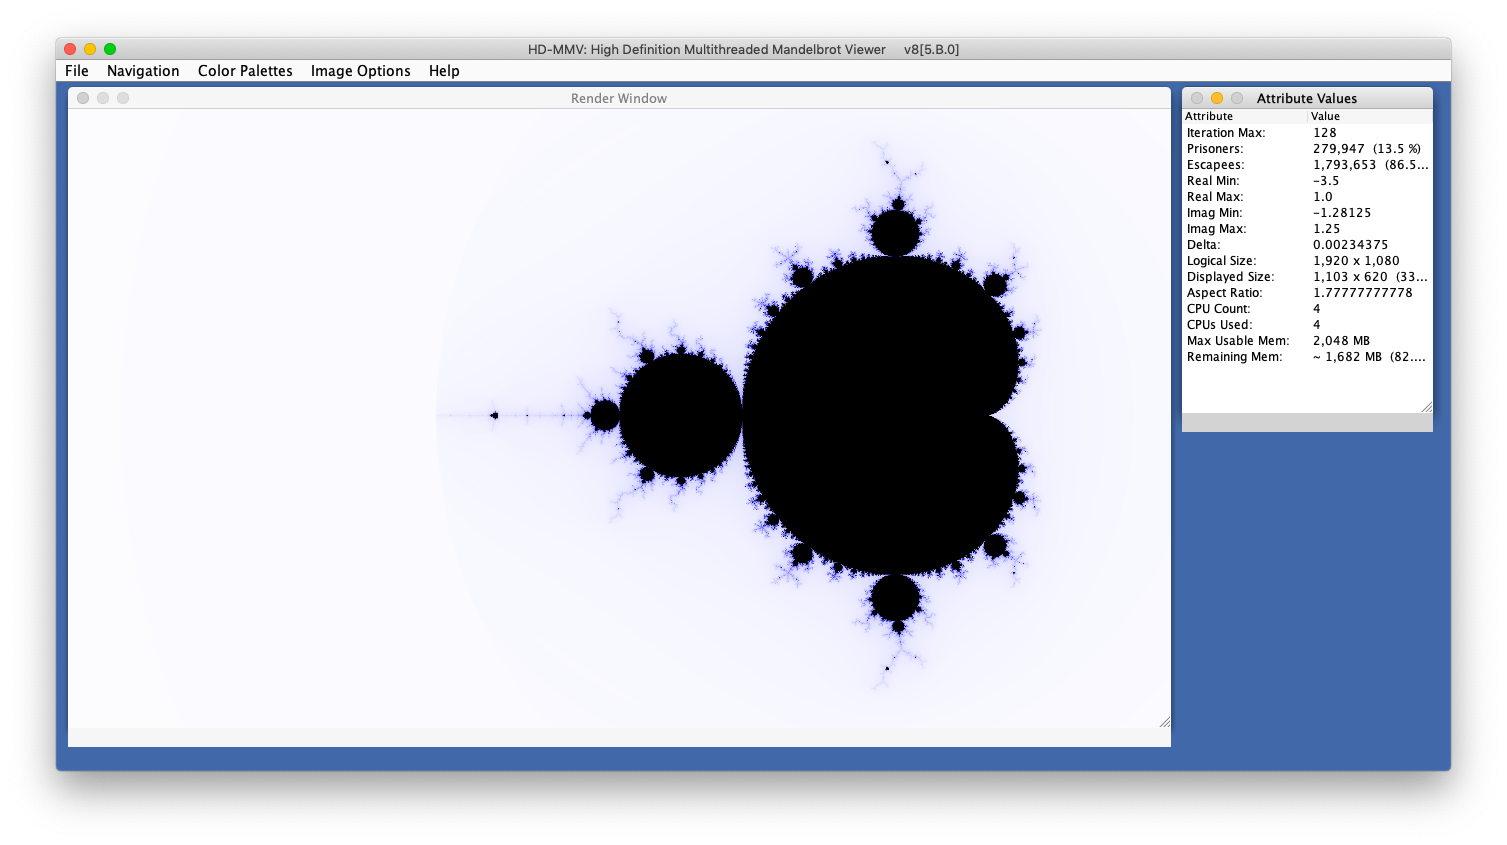 HD-MMV: High Definition Multithreaded Mandelbrot Viewer v8[5.B.0]
File Navigation Color Palettes Image Options Help
Render Window
Attribute Values
Attribute Value
Iteration Max: 128
Prisoners: 279,947 (13.5 %)
Escapees: 1,793,653 (86.5...
Real Min: -3.5
Real Max: 1.0
Imag Min: -1.28125
Imag Max: 1.25
Delta: 0.00234375
Logical Size: 1,920 x 1,080
Displayed Size: 1,103 x 620 (33...
Aspect Ratio: 1.77777777778
CPU Count: 4
CPUs Used: 4
Max Usable Mem: 2,048 MB
Remaining Mem: ~ 1,682 MB (82....